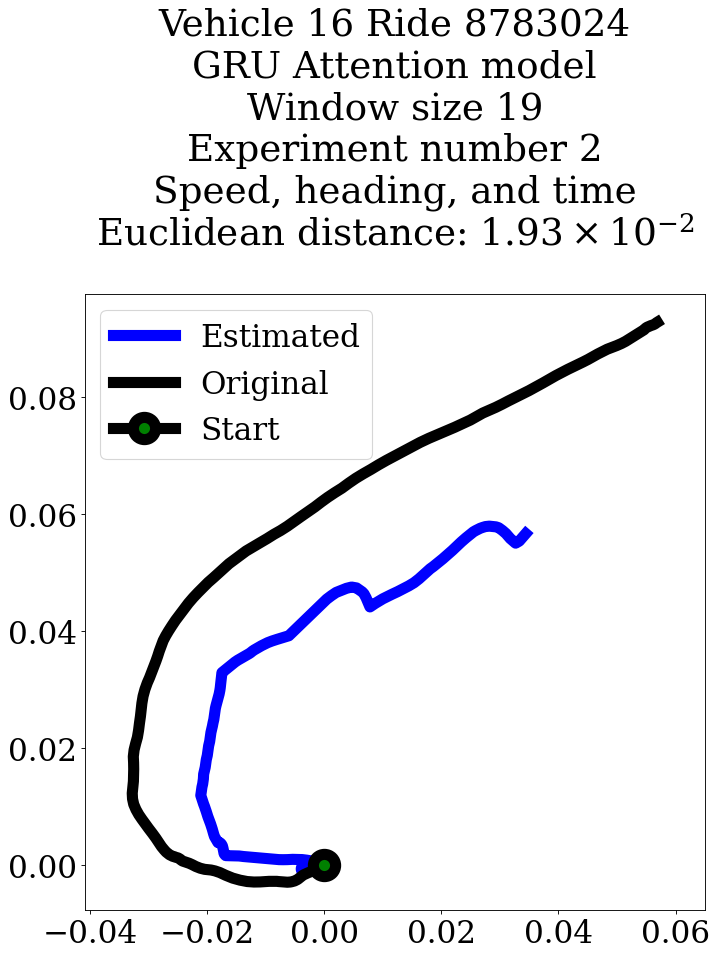 Vehicle 16 Ride 8783024
GRU Attention model
Window size 19
Experiment number 2
Speed, heading, and time
Euclidean distance: 1.93 × 10⁻²
Estimated
Original
Start
0.08
0.06
0.04
0.02
0.00
−0.04 −0.02 0.00 0.02 0.04 0.06